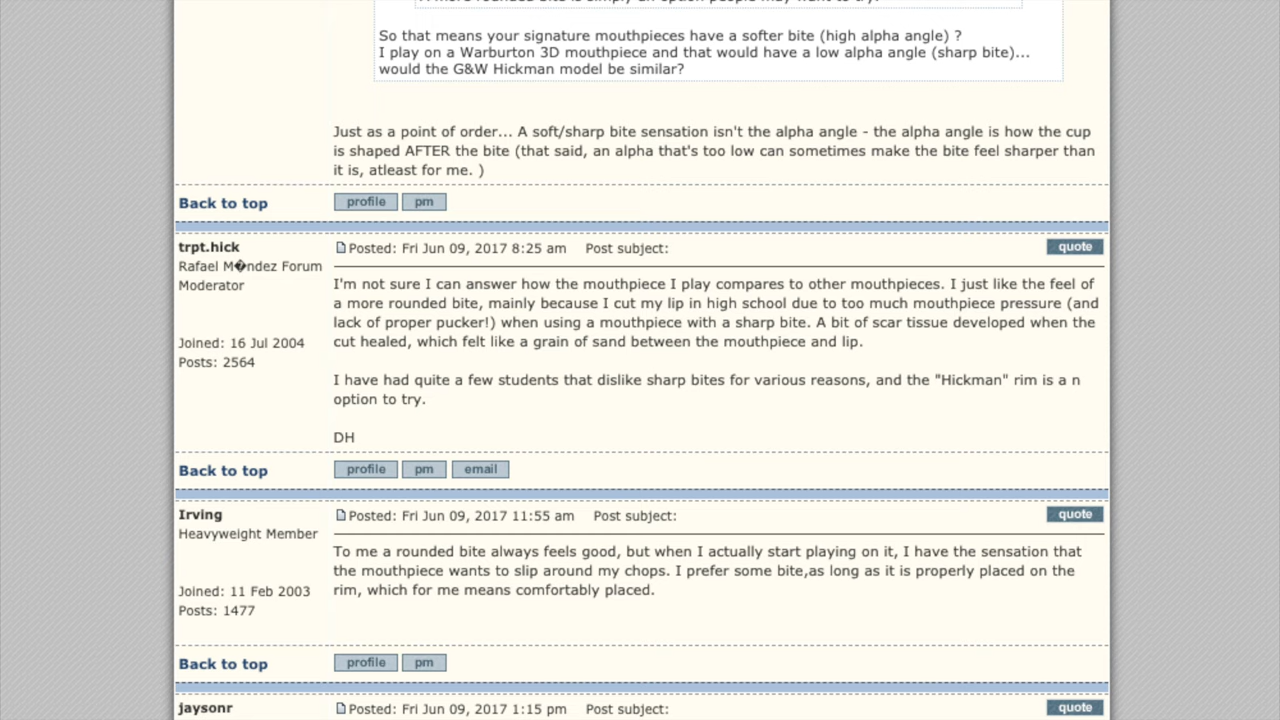 So that means your signature mouthpieces have a softer bite (high alpha angle) ?
I play on a Warburton 3D mouthpiece and that would have a low alpha angle (sharp bite)...
would the G&W Hickman model be similar?
Just as a point of order... A soft/sharp bite sensation isn't the alpha angle - the alpha angle is how the cup
is shaped AFTER the bite (that said, an alpha that's too low can sometimes make the bite feel sharper than
it is, atleast for me. )
Back to top
profile pm
trpt.hick
Rafael M�ndez Forum
Moderator
Joined: 16 Jul 2004
Posts: 2564
Posted: Fri Jun 09, 2017 8:25 am Post subject:
quote
I'm not sure I can answer how the mouthpiece I play compares to other mouthpieces. I just like the feel of
a more rounded bite, mainly because I cut my lip in high school due to too much mouthpiece pressure (and
lack of proper pucker!) when using a mouthpiece with a sharp bite. A bit of scar tissue developed when the
cut healed, which felt like a grain of sand between the mouthpiece and lip.
I have had quite a few students that dislike sharp bites for various reasons, and the "Hickman" rim is a n
option to try.
DH
Back to top
profile pm email
Irving
Heavyweight Member
Joined: 11 Feb 2003
Posts: 1477
Posted: Fri Jun 09, 2017 11:55 am Post subject:
quote
To me a rounded bite always feels good, but when I actually start playing on it, I have the sensation that
the mouthpiece wants to slip around my chops. I prefer some bite,as long as it is properly placed on the
rim, which for me means comfortably placed.
Back to top
profile pm
jaysonr
Posted: Fri Jun 09, 2017 1:15 pm Post subject:
quote